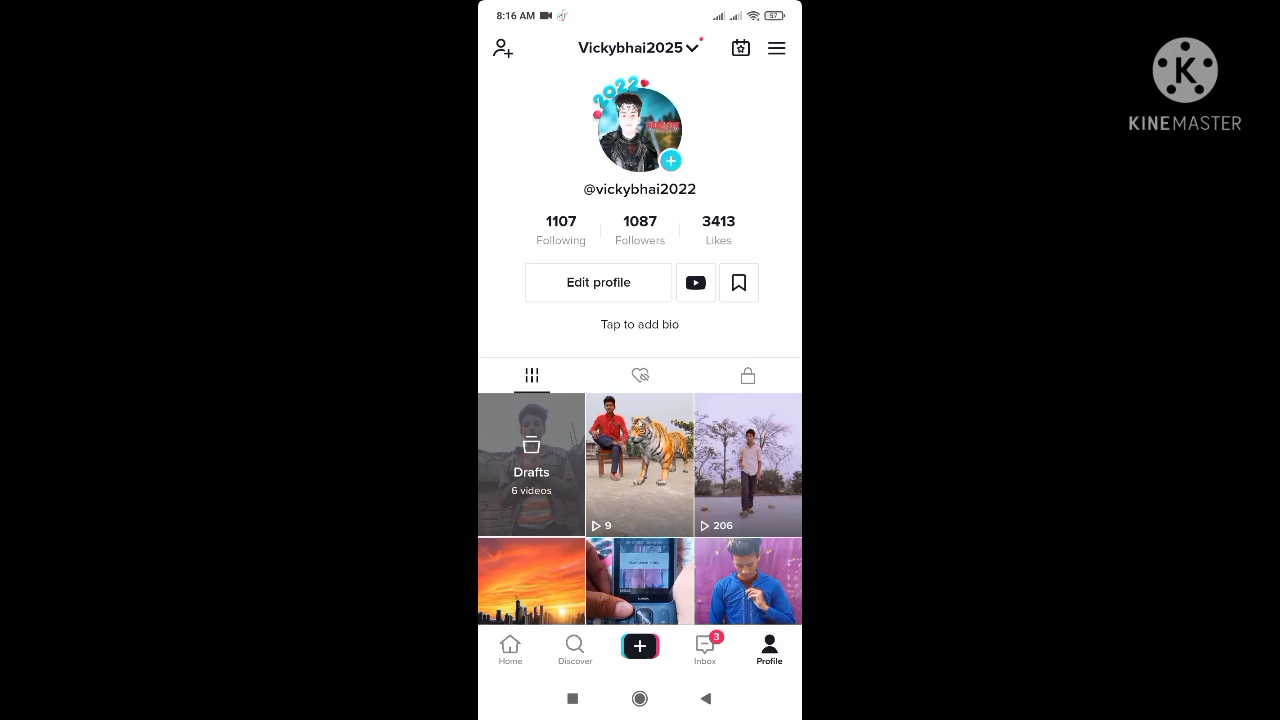 8:16 AM
57
Vickybhai2025
2022
@vickybhai2022
1107 1087 3413
Following Followers Likes
Edit profile
Tap to add bio
Drafts
6 videos
9
206
Home Discover Inbox 3 Profile
K
KINEMASTER